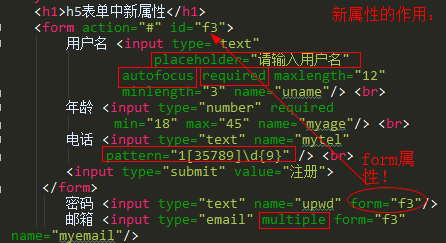 <h1>h5表单中新属性</h1>
新属性的作用:
<form action="#" id="f3">
用户名 <input type="text"
placeholder="请输入用户名"
autofocus required maxlength="12"
minlength="3" name="uname"/> <br>
年龄 <input type="number" required
min="18" max="45" name="myage"/> <br>
电话 <input type="text" name="mytel"
pattern="1[35789]\d{9}" /> <br>
<input type="submit" value="注册">
form属性！
</form>
密码 <input type="text" name="upwd" form="f3"/>
邮箱 <input type="email" multiple form="f3"
name="myemail"/>